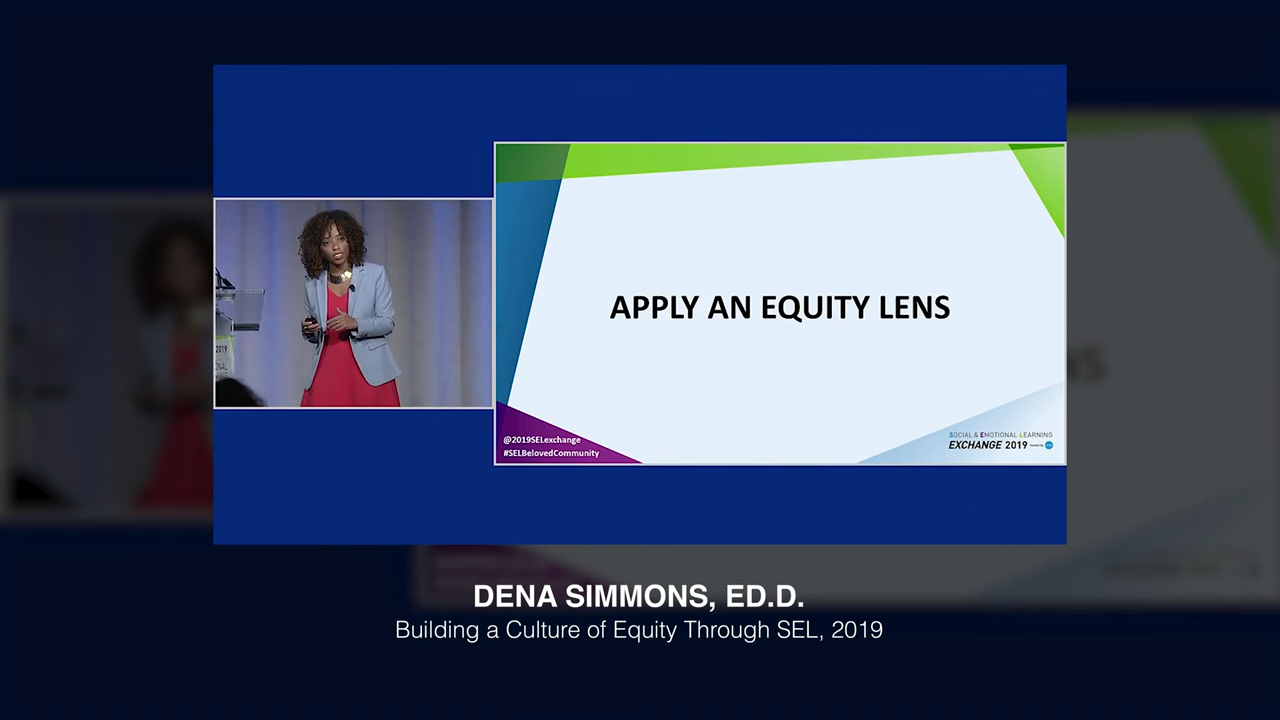 APPLY AN EQUITY LENS
@2019SELexchange
#SELBelovedCommunity
SOCIAL & EMOTIONAL LEARNING
EXCHANGE 2019
2019
DENA SIMMONS, ED.D.
Building a Culture of Equity Through SEL, 2019